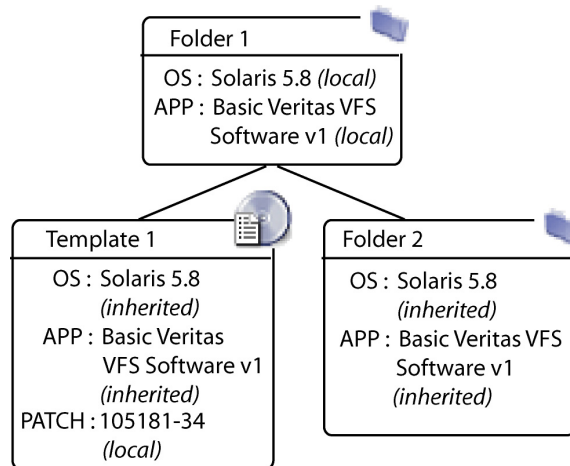 Folder 1
OS : Solaris 5.8 (local)
APP : Basic Veritas VFS
Software v1 (local)
Template 1
OS : Solaris 5.8
(inherited)
APP : Basic Veritas
VFS Software v1
(inherited)
PATCH : 105181-34
(local)
Folder 2
OS : Solaris 5.8
(inherited)
APP : Basic Veritas VFS
Software v1
(inherited)